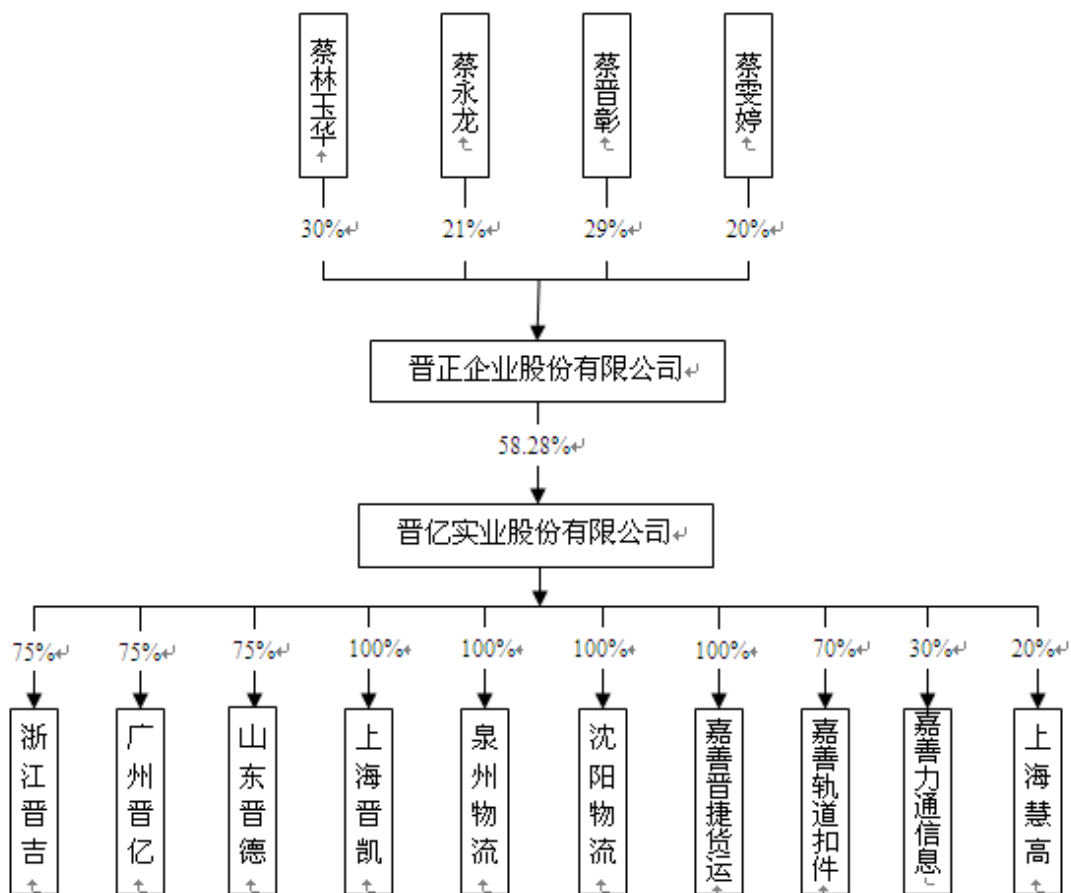 蔡林玉华
蔡永龙
蔡晋彰
蔡雯婷
30%
21%
29%
20%
晋正企业股份有限公司
58.28%
晋亿实业股份有限公司
75%
75%
75%
100%
100%
100%
100%
70%
30%
20%
浙江晋吉
广州晋亿
山东晋德
上海晋凯
泉州物流
沈阳物流
嘉善晋捷货运
嘉善轨道扣件
嘉善力通信息
上海慧高